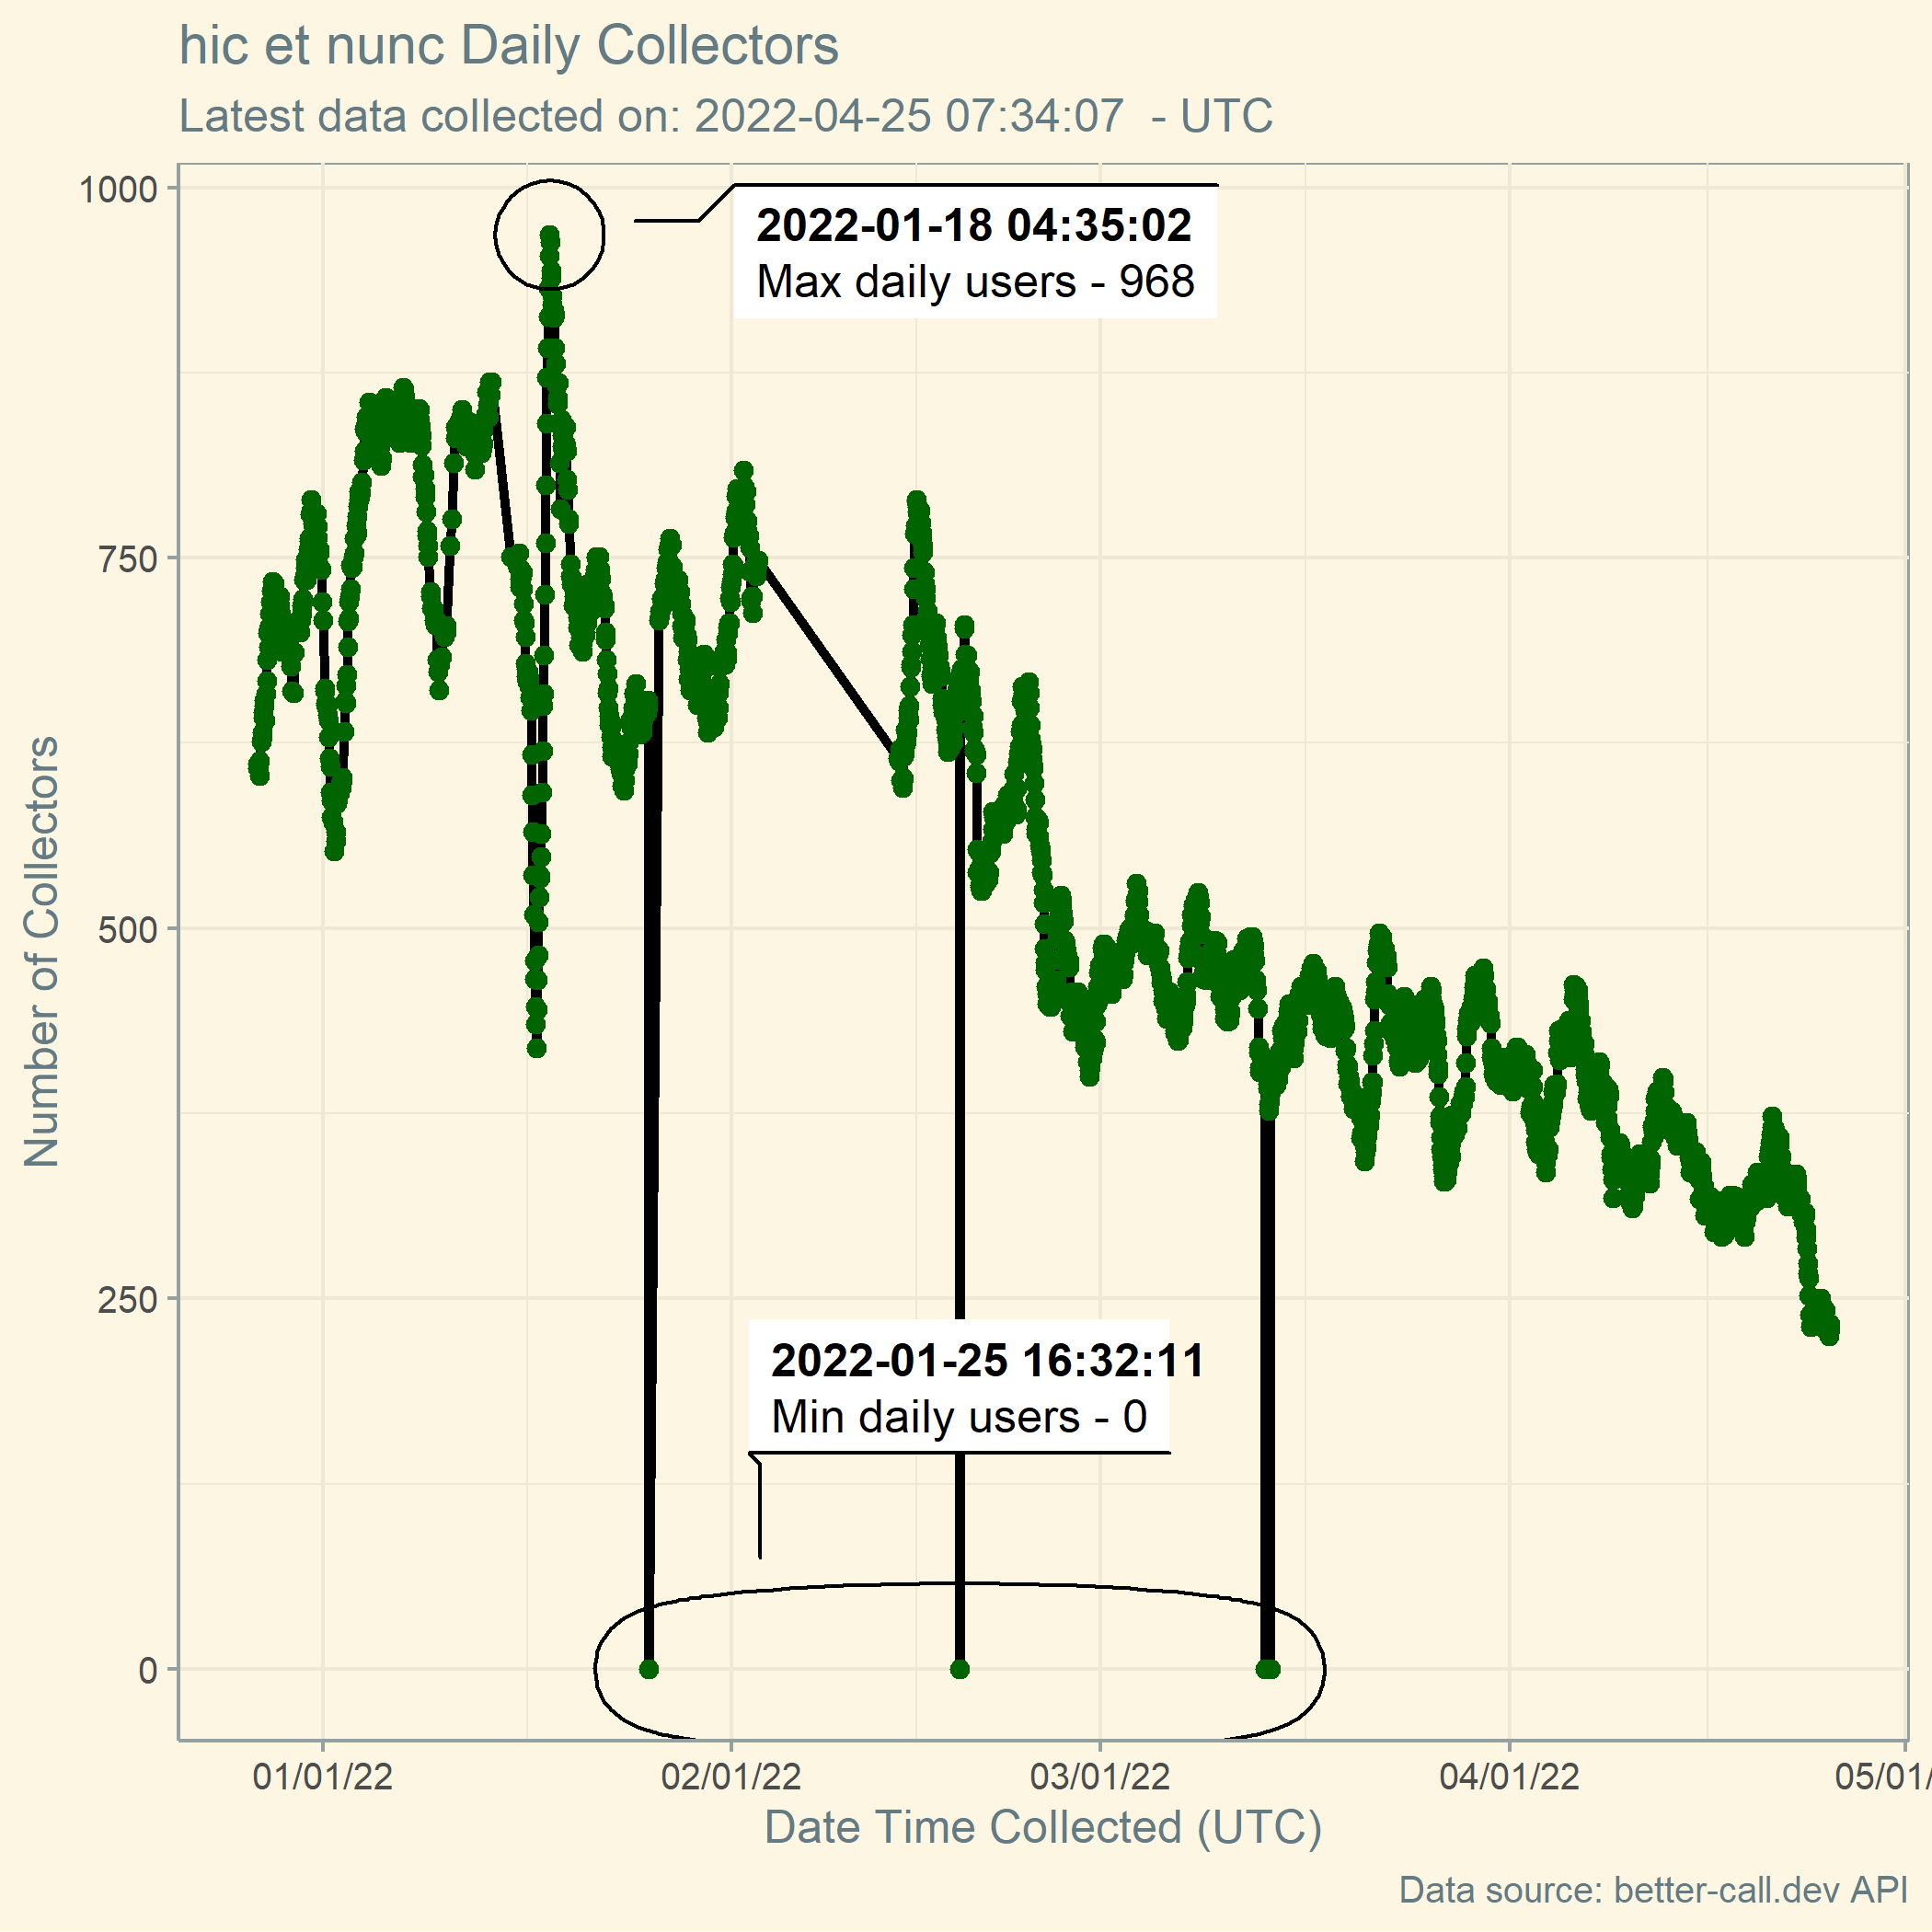 hic et nunc Daily Collectors
Latest data collected on: 2022-04-25 07:34:07  - UTC
1000
2022-01-18 04:35:02
Max daily users - 968
750
Number of Collectors
500
250
2022-01-25 16:32:11
Min daily users - 0
0
01/01/22 02/01/22 03/01/22 04/01/22 05/01/
Date Time Collected (UTC)
Data source: better-call.dev API